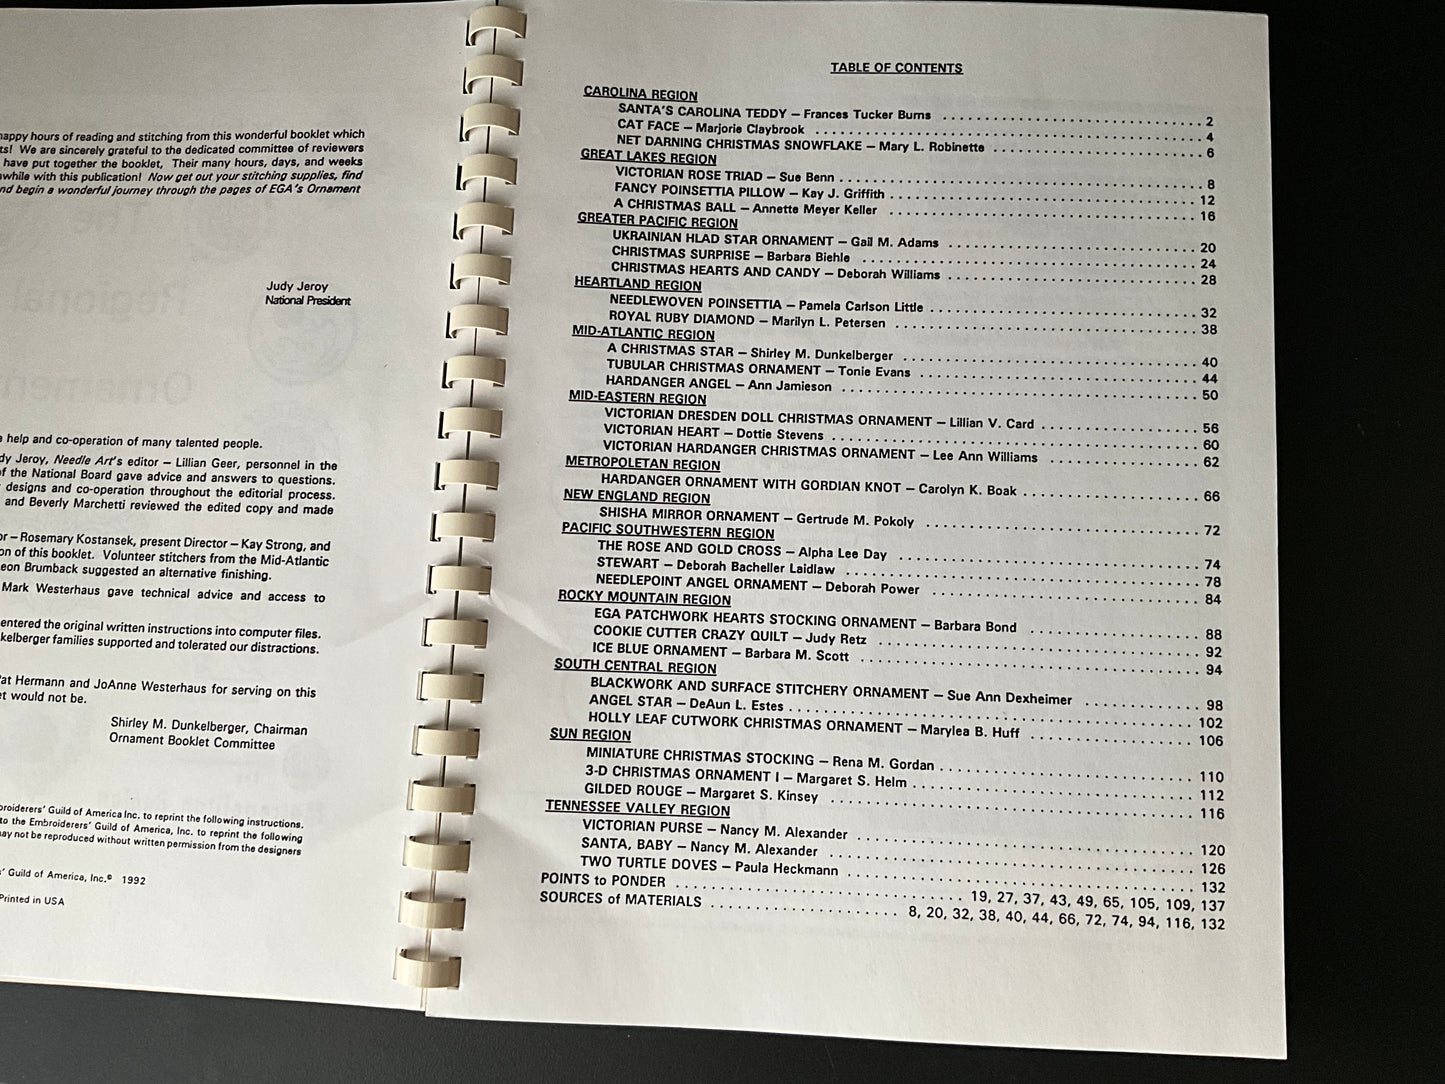 happy hours of reading and stitching from this wonderful booklet which
ts! We are sincerely grateful to the dedicated committee of reviewers
have put together the booklet, Their many hours, days, and weeks
while with this publication! Now get out your stitching supplies, find
nd begin a wonderful journey through the pages of EGA's Ornament
Judy Jeroy
National President
help and co-operation of many talented people.
dy Jeroy, Needle Art's editor – Lillian Geer, personnel in the
of the National Board gave advice and answers to questions.
designs and co-operation throughout the editorial process.
and Beverly Marchetti reviewed the edited copy and made
or – Rosemary Kostansek, present Director – Kay Strong, and
on of this booklet. Volunteer stitchers from the Mid-Atlantic
eon Brumback suggested an alternative finishing.
Mark Westerhaus gave technical advice and access to
entered the original written instructions into computer files.
kelberger families supported and tolerated our distractions.
Pat Hermann and JoAnne Westerhaus for serving on this
et would not be.
Shirley M. Dunkelberger, Chairman
Ornament Booklet Committee
broiderers' Guild of America Inc. to reprint the following instructions.
to the Embroiderers' Guild of America, Inc. to reprint the following
may not be reproduced without written permission from the designers
s' Guild of America, Inc.© 1992
Printed in USA
TABLE OF CONTENTS
CAROLINA REGION
SANTA'S CAROLINA TEDDY – Frances Tucker Burns 2
CAT FACE – Marjorie Claybrook 4
NET DARNING CHRISTMAS SNOWFLAKE – Mary L. Robinette 6
GREAT LAKES REGION
VICTORIAN ROSE TRIAD – Sue Benn 8
FANCY POINSETTIA PILLOW – Kay J. Griffith 12
A CHRISTMAS BALL – Annette Meyer Keller 16
GREATER PACIFIC REGION
UKRAINIAN HLAD STAR ORNAMENT – Gail M. Adams 20
CHRISTMAS SURPRISE – Barbara Biehle 24
CHRISTMAS HEARTS AND CANDY – Deborah Williams 28
HEARTLAND REGION
NEEDLEWOVEN POINSETTIA – Pamela Carlson Little 32
ROYAL RUBY DIAMOND – Marilyn L. Petersen 38
MID-ATLANTIC REGION
A CHRISTMAS STAR – Shirley M. Dunkelberger 40
TUBULAR CHRISTMAS ORNAMENT – Tonie Evans 44
HARDANGER ANGEL – Ann Jamieson 50
MID-EASTERN REGION
VICTORIAN DRESDEN DOLL CHRISTMAS ORNAMENT – Lillian V. Card 56
VICTORIAN HEART – Dottie Stevens 60
VICTORIAN HARDANGER CHRISTMAS ORNAMENT – Lee Ann Williams 62
METROPOLETAN REGION
HARDANGER ORNAMENT WITH GORDIAN KNOT – Carolyn K. Boak 66
NEW ENGLAND REGION
SHISHA MIRROR ORNAMENT – Gertrude M. Pokoly 72
PACIFIC SOUTHWESTERN REGION
THE ROSE AND GOLD CROSS – Alpha Lee Day 74
STEWART – Deborah Bacheller Laidlaw 78
NEEDLEPOINT ANGEL ORNAMENT – Deborah Power 84
ROCKY MOUNTAIN REGION
EGA PATCHWORK HEARTS STOCKING ORNAMENT – Barbara Bond 88
COOKIE CUTTER CRAZY QUILT – Judy Retz 92
ICE BLUE ORNAMENT – Barbara M. Scott 94
SOUTH CENTRAL REGION
BLACKWORK AND SURFACE STITCHERY ORNAMENT – Sue Ann Dexheimer 98
ANGEL STAR – DeAun L. Estes 102
HOLLY LEAF CUTWORK CHRISTMAS ORNAMENT – Marylea B. Huff 106
SUN REGION
MINIATURE CHRISTMAS STOCKING – Rena M. Gordan 110
3-D CHRISTMAS ORNAMENT I – Margaret S. Helm 112
GILDED ROUGE – Margaret S. Kinsey 116
TENNESSEE VALLEY REGION
VICTORIAN PURSE – Nancy M. Alexander 120
SANTA, BABY – Nancy M. Alexander 126
TWO TURTLE DOVES – Paula Heckmann 132
POINTS to PONDER 19, 27, 37, 43, 49, 65, 105, 109, 137
SOURCES of MATERIALS 8, 20, 32, 38, 40, 44, 66, 72, 74, 94, 116, 132